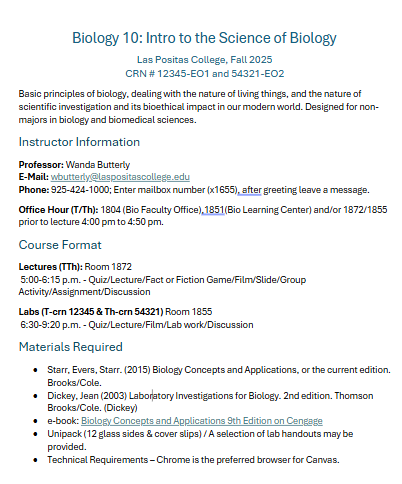 Biology 10: Intro to the Science of Biology
Las Positas College, Fall 2025
CRN # 12345-EO1 and 54321-EO2
Basic principles of biology, dealing with the nature of living things, and the nature of
scientific investigation and its bioethical impact in our modern world. Designed for non-
majors in biology and biomedical sciences.
Instructor Information
Professor: Wanda Butterly
E-Mail: wbutterly@laspositascollege.edu
Phone: 925-424-1000; Enter mailbox number (x1655), after greeting leave a message.
Office Hour (T/Th): 1804 (Bio Faculty Office),1851(Bio Learning Center) and/or 1872/1855
prior to lecture 4:00 pm to 4:50 pm.
Course Format
Lectures (TTh): Room 1872
5:00-6:15 p.m. - Quiz/Lecture/Fact or Fiction Game/Film/Slide/Group
Activity/Assignment/Discussion
Labs (T-crn 12345 & Th-crn 54321) Room 1855
6:30-9:20 p.m. - Quiz/Lecture/Film/Lab work/Discussion
Materials Required
• Starr, Evers, Starr. (2015) Biology Concepts and Applications, or the current edition.
Brooks/Cole.
• Dickey, Jean (2003) Laboratory Investigations for Biology. 2nd edition. Thomson
Brooks/Cole. (Dickey)
• e-book: Biology Concepts and Applications 9th Edition on Cengage
• Unipack (12 glass sides & cover slips) / A selection of lab handouts may be
provided.
• Technical Requirements – Chrome is the preferred browser for Canvas.